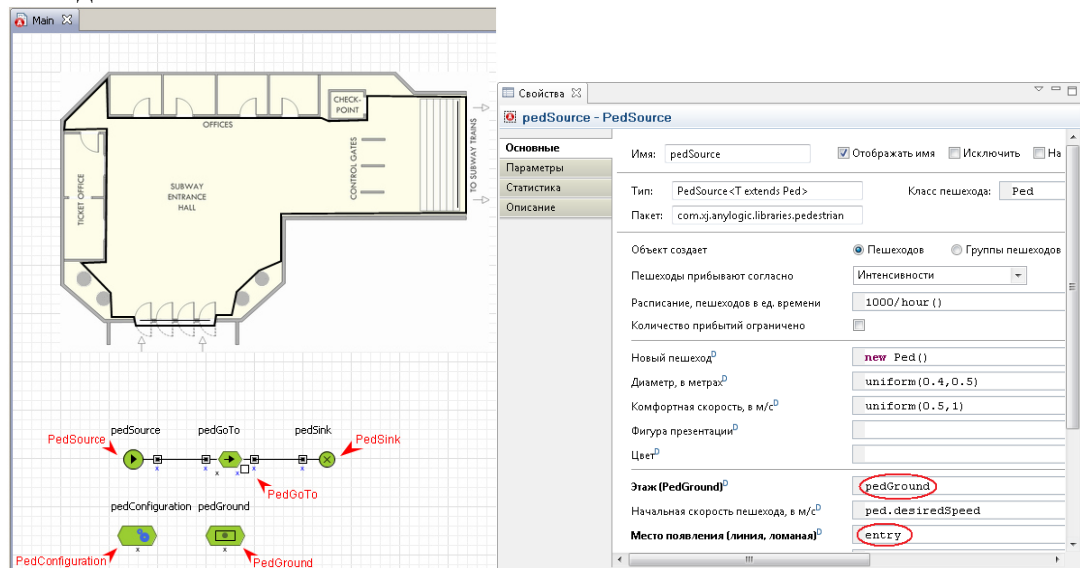 Main
CHECK-
POINT
OFFICES
TICKET OFFICE
SUBWAY
ENTRANCE
HALL
CONTROL GATES
TO SUBWAY TRAINS
pedSource
pedGoTo
pedSink
PedSource
PedSink
PedGoTo
pedConfiguration pedGround
PedConfiguration
PedGround
Свойства
pedSource - PedSource
Основные
Параметры
Статистика
Описание
Имя: pedSource Отображать имя Исключить На
Тип: PedSource<T extends Ped> Класс пешехода: Ped
Пакет: com.xj.anylogic.libraries.pedestrian
Объект создает Пешеходов Группы пешеходов
Пешеходы прибывают согласно Интенсивности
Расписание, пешеходов в ед. времени 1000/hour()
Количество прибытий ограничено
Новый пешеход new Ped()
Диаметр, в метрах uniform(0.4,0.5)
Комфортная скорость, в м/с uniform(0.5,1)
Фигура презентации
Цвет
Этаж (PedGround) pedGround
Начальная скорость пешехода, в м/с ped.desiredSpeed
Место появления (линия, ломаная) entry